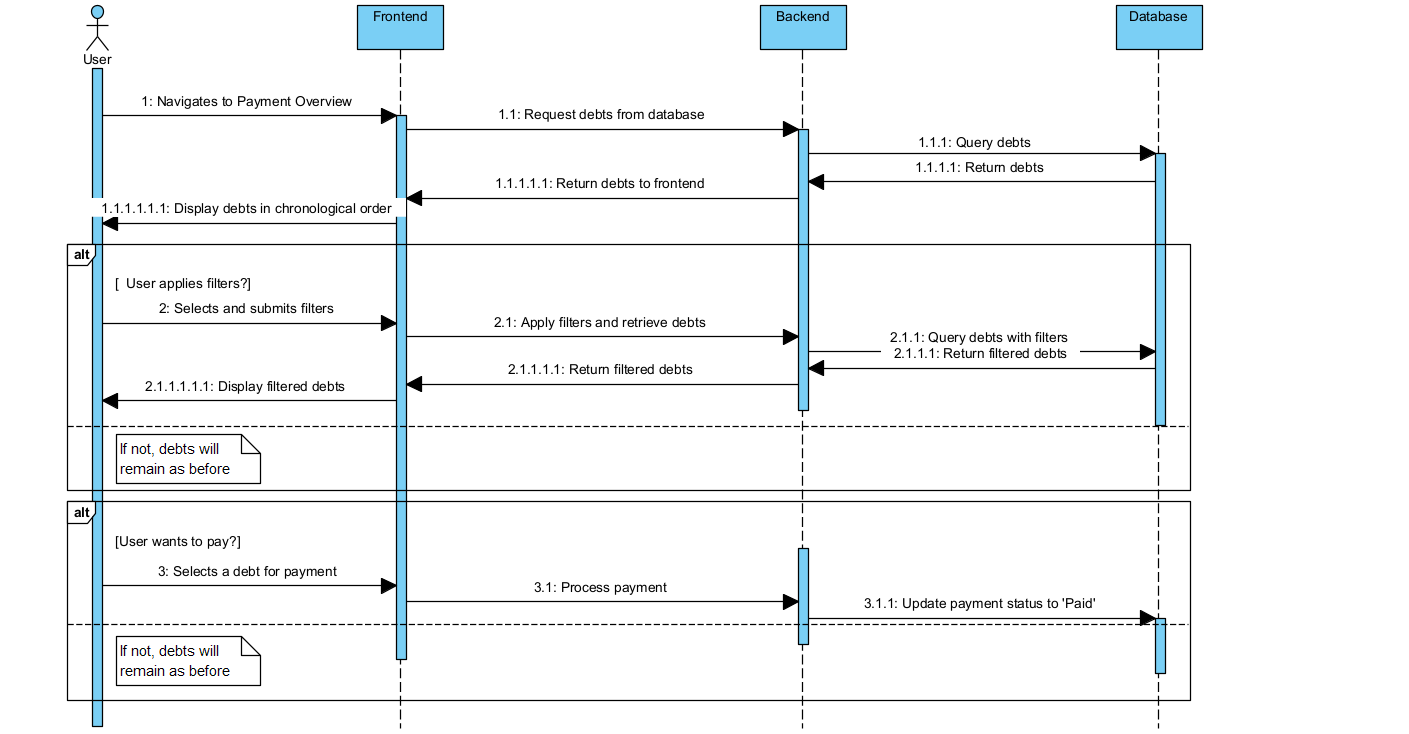 User
Frontend
Backend
Database
1: Navigates to Payment Overview
1.1: Request debts from database
1.1.1: Query debts
1.1.1.1: Return debts
1.1.1.1.1: Return debts to frontend
1.1.1.1.1.1: Display debts in chronological order
alt
[  User applies filters?]
2: Selects and submits filters
2.1: Apply filters and retrieve debts
2.1.1: Query debts with filters
2.1.1.1: Return filtered debts
2.1.1.1.1: Return filtered debts
2.1.1.1.1.1: Display filtered debts
If not, debts will
remain as before
alt
[User wants to pay?]
3: Selects a debt for payment
3.1: Process payment
3.1.1: Update payment status to 'Paid'
If not, debts will
remain as before